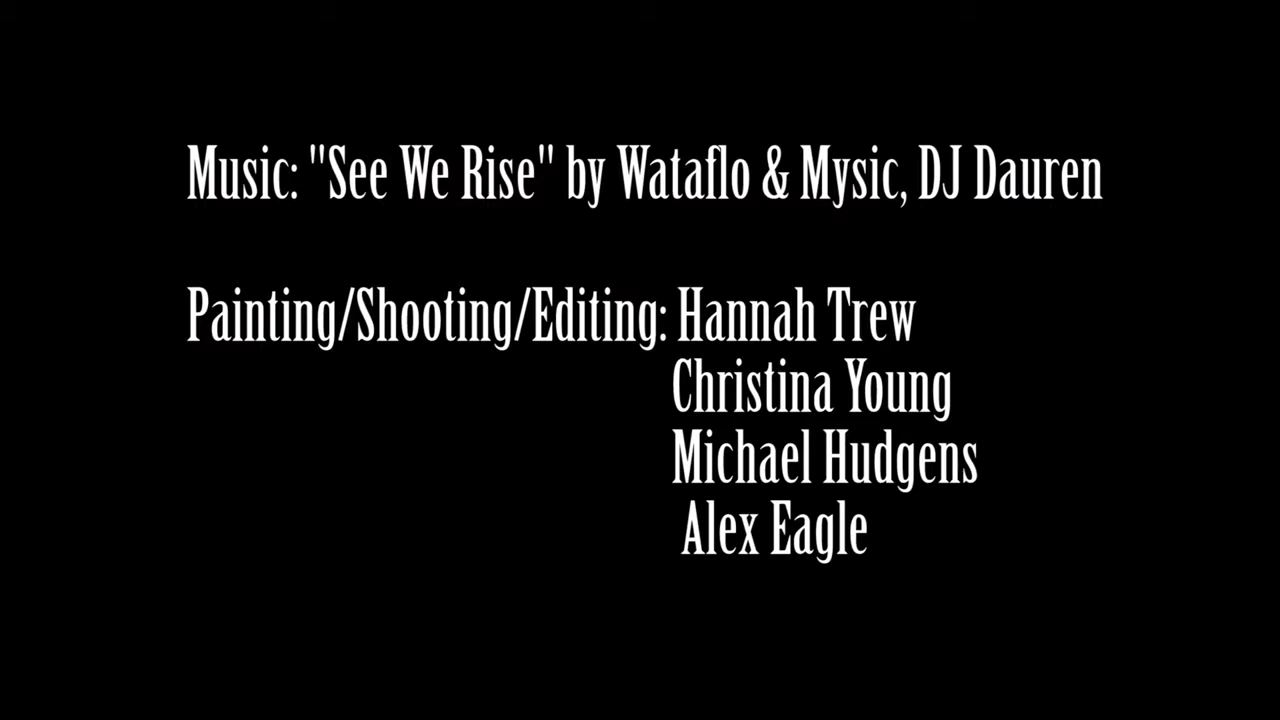 Music: "See We Rise" by Wataflo & Mysic, DJ Dauren
Painting/Shooting/Editing: Hannah Trew
Christina Young
Michael Hudgens
Alex Eagle